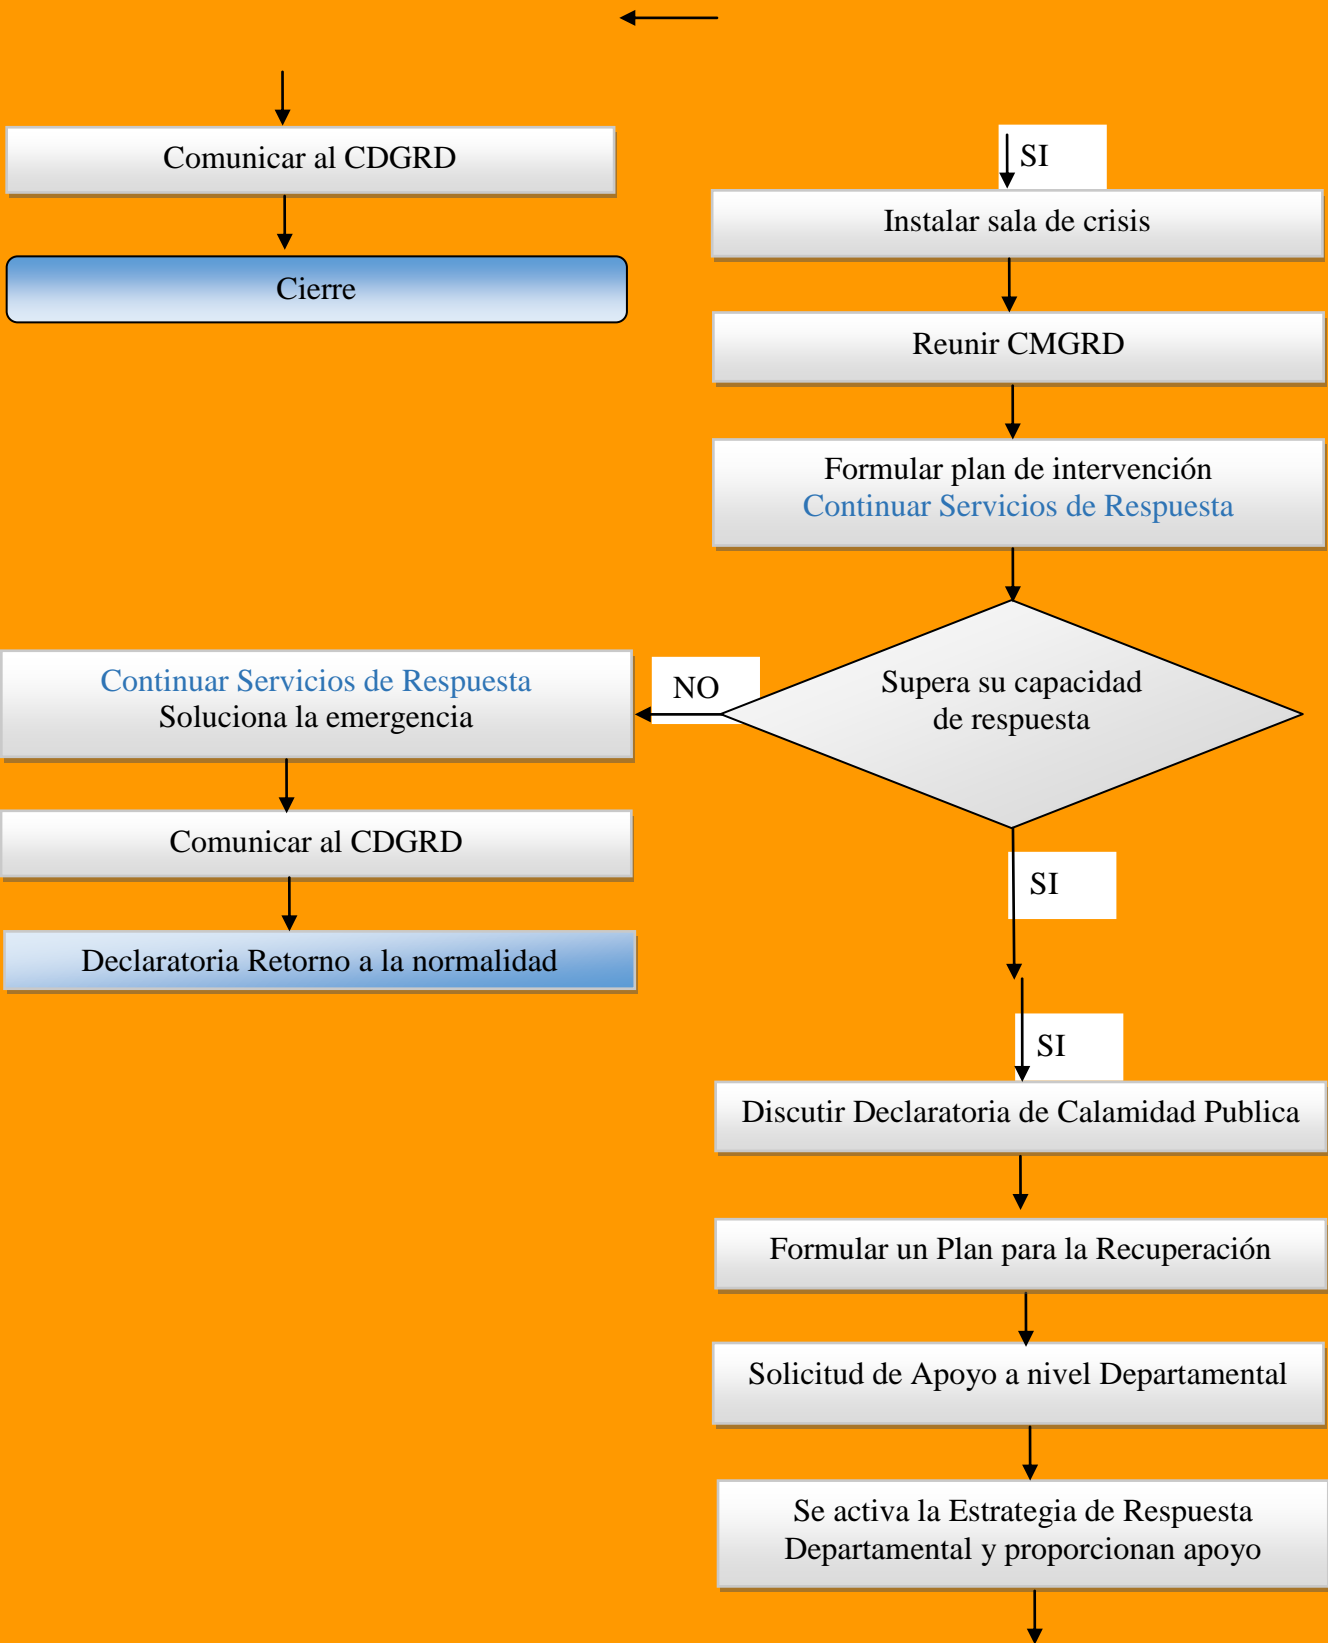 Comunicar al CDGRD
Cierre
SI
Instalar sala de crisis
Reunir CMGRD
Formular plan de intervención
Continuar Servicios de Respuesta
Supera su capacidad
de respuesta
NO
Continuar Servicios de Respuesta
Soluciona la emergencia
Comunicar al CDGRD
Declaratoria Retorno a la normalidad
SI
SI
Discutir Declaratoria de Calamidad Publica
Formular un Plan para la Recuperación
Solicitud de Apoyo a nivel Departamental
Se activa la Estrategia de Respuesta
Departamental y proporcionan apoyo